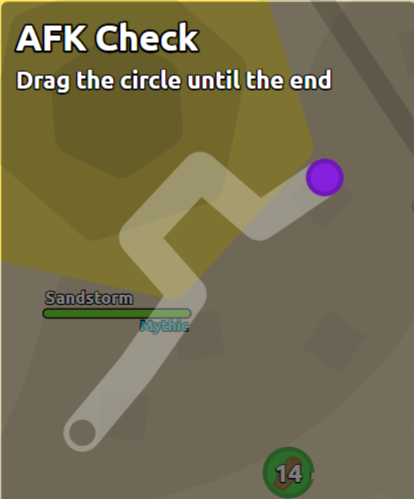 AFK Check
Drag the circle until the end
Sandstorm
Mythic
14